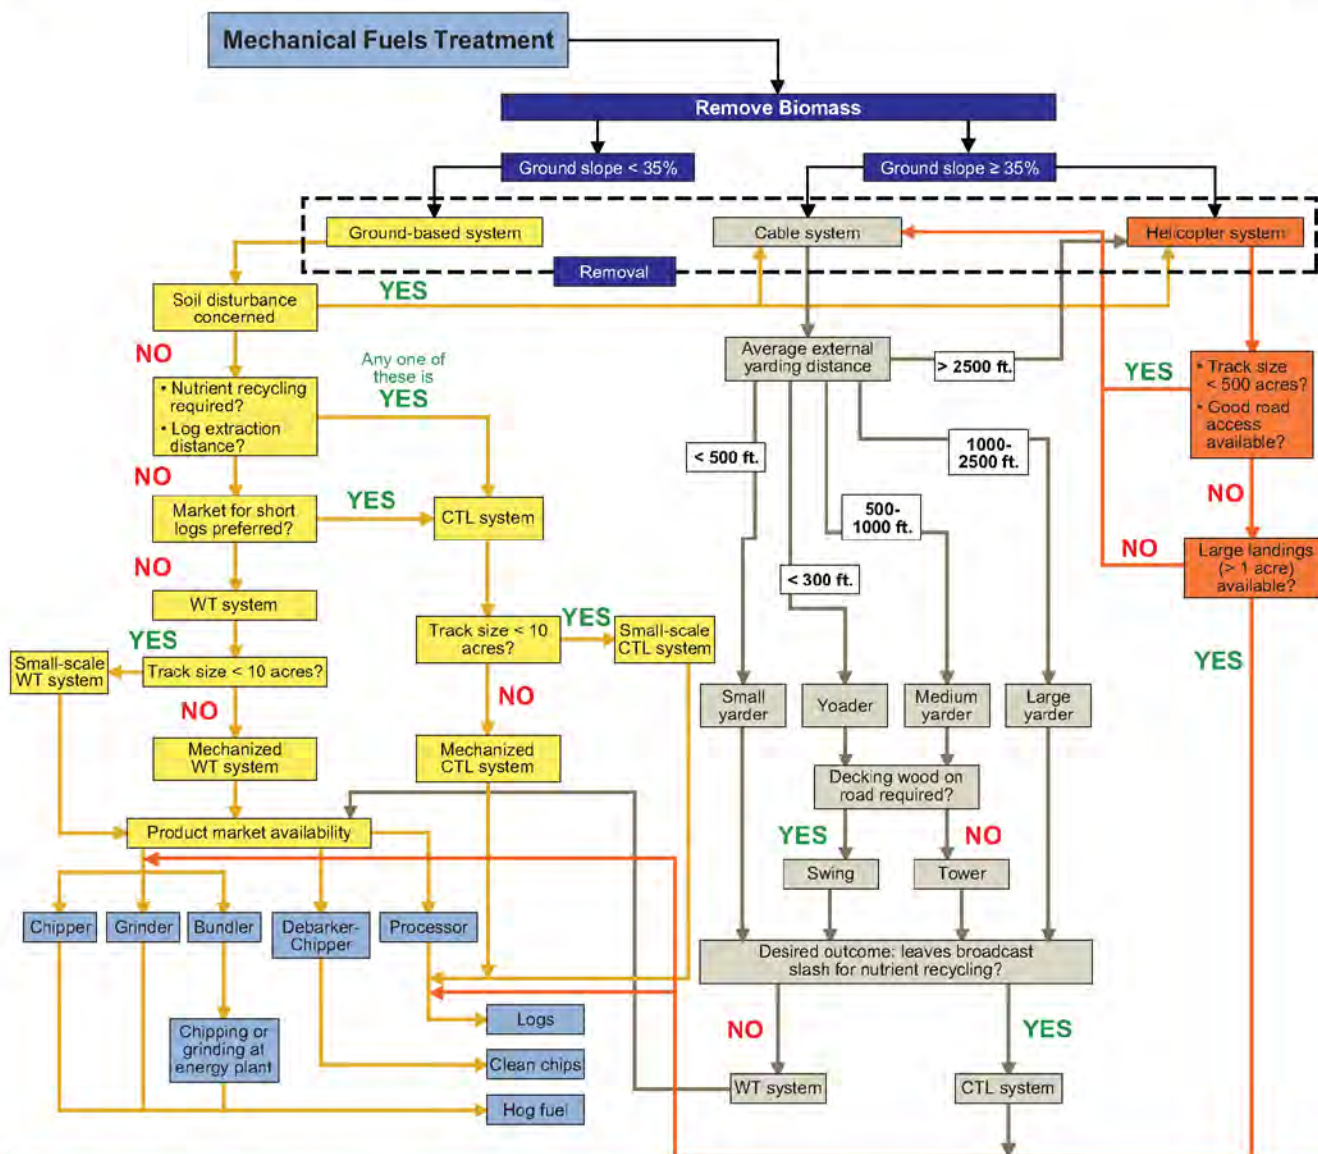 Mechanical Fuels Treatment
Remove Biomass
Ground slope < 35%
Ground slope ≥ 35%
Ground-based system
Cable system
Helicopter system
Removal
YES
Soil disturbance
concerned
NO
Any one of
these is
YES
• Nutrient recycling
required?
• Log extraction
distance?
Average external
yarding distance
> 2500 ft.
YES
• Track size
< 500 acres?
• Good road
access
available?
< 500 ft.
1000-
2500 ft.
NO
YES
NO
Market for short
logs preferred?
CTL system
500-
1000 ft.
NO
Large landings
(> 1 acre)
available?
NO
< 300 ft.
WT system
YES
YES
Track size < 10
acres?
Small-scale
CTL system
Small-scale
WT system
Track size < 10 acres?
YES
NO
NO
Small
yarder
Yoader
Medium
yarder
Large
yarder
Mechanized
WT system
Mechanized
CTL system
Decking wood on
road required?
Product market availability
YES
NO
Swing
Tower
Chipper
Grinder
Bundler
Debarker-
Chipper
Processor
Desired outcome: leaves broadcast
slash for nutrient recycling?
Logs
NO
YES
Chipping or
grinding at
energy plant
Clean chips
WT system
CTL system
Hog fuel